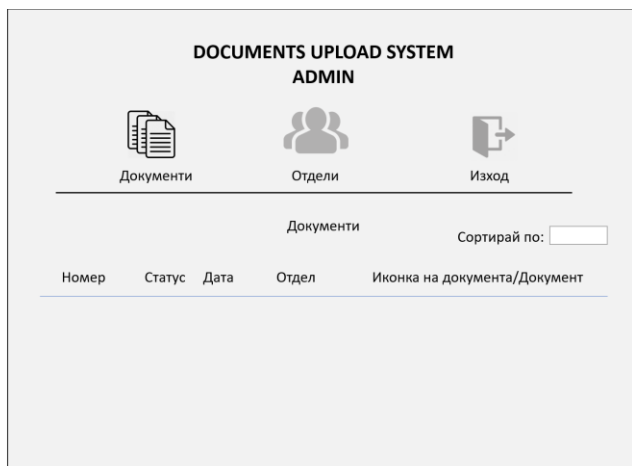 DOCUMENTS UPLOAD SYSTEM
ADMIN
Документи Отдели Изход
Документи
Сортирай по:
Номер Статус Дата Отдел Иконка на документа/Документ